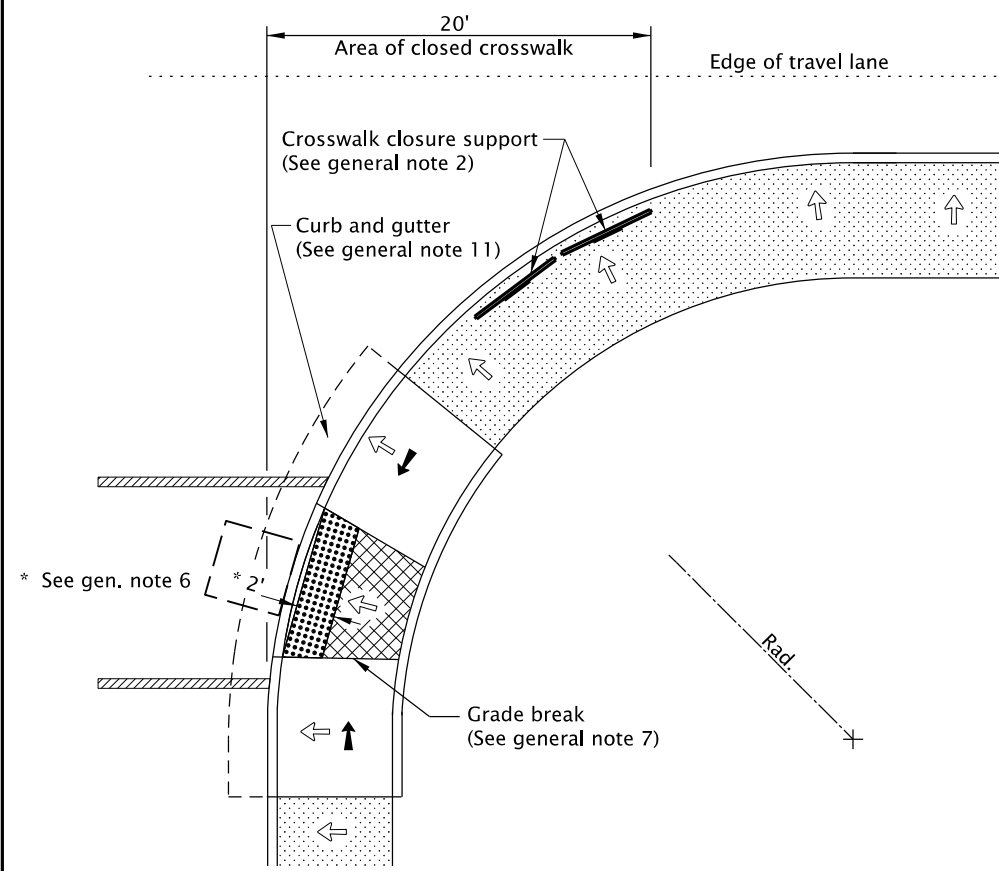 20'
Area of closed crosswalk
Edge of travel lane
Crosswalk closure support
(See general note 2)
Curb and gutter
(See general note 11)
* See gen. note 6
* 2'
Rad.
Grade break
(See general note 7)